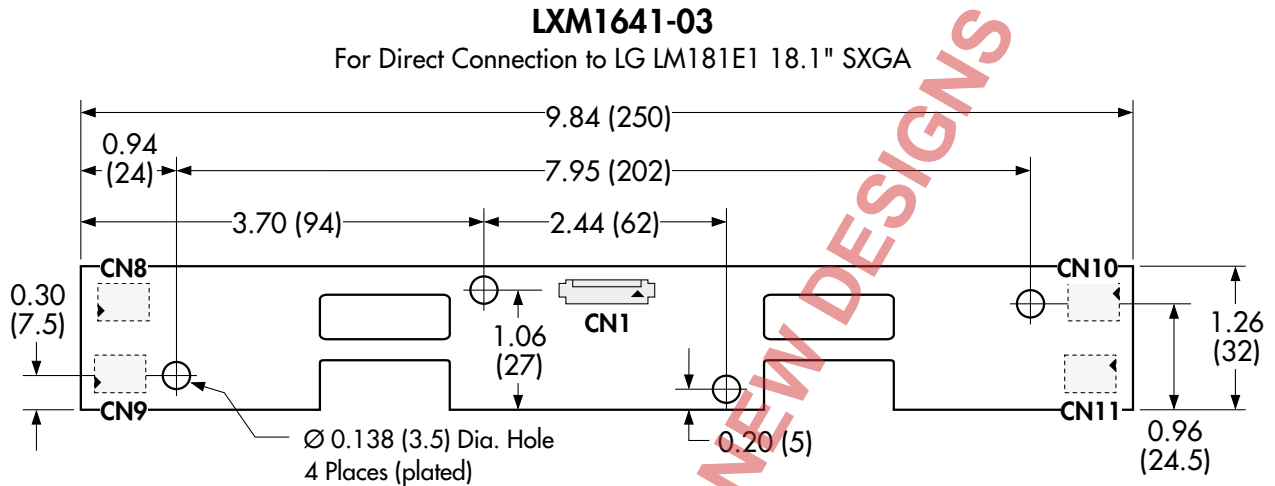 LXM1641-03
For Direct Connection to LG LM181E1 18.1" SXGA
9.84 (250)
0.94
(24)
7.95 (202)
3.70 (94)
2.44 (62)
CN8
CN10
0.30
(7.5)
CN1
1.06
(27)
1.26
(32)
CN9
CN11
Ø 0.138 (3.5) Dia. Hole
4 Places (plated)
0.20 (5)
0.96
(24.5)
NEW DESIGNS